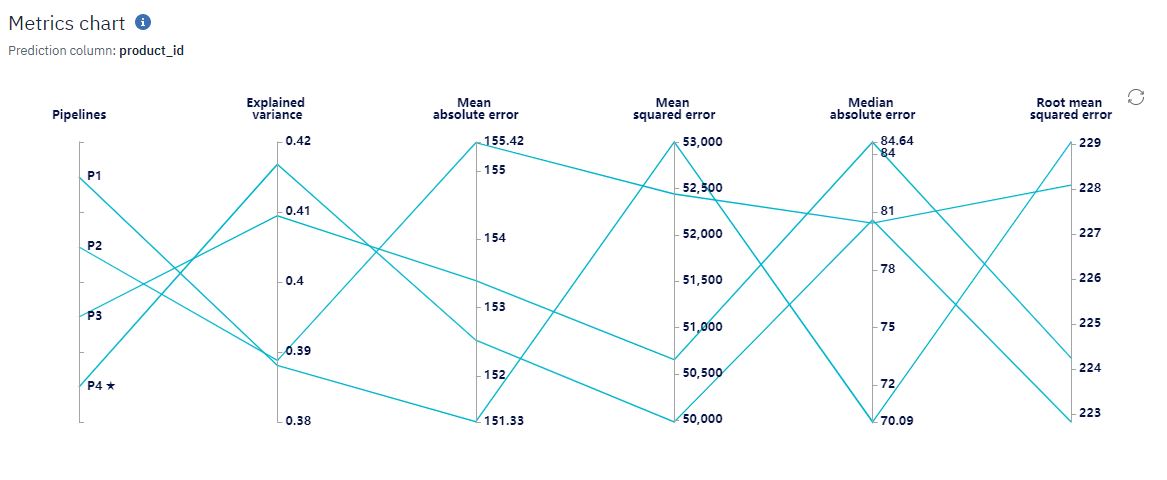 Metrics chart i
Prediction column: product_id
Pipelines
Explained
variance
Mean
absolute error
Mean
squared error
Median
absolute error
Root mean
squared error
P1
P2
P3
P4 ★
0.42
0.41
0.4
0.39
0.38
155.42
155
154
153
152
151.33
53,000
52,500
52,000
51,500
51,000
50,500
50,000
84.64
84
81
78
75
72
70.09
229
228
227
226
225
224
223